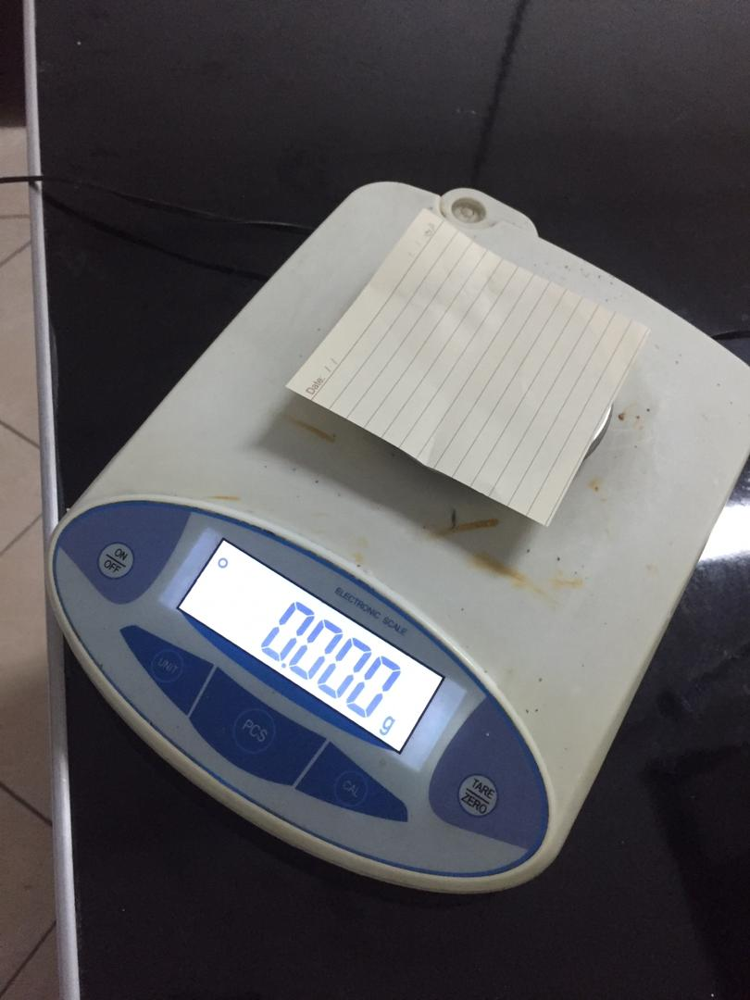 Date: / /
ON
OFF
ELECTRONIC SCALE
0.000 g
UNIT
PCS
CAL
TARE
ZERO